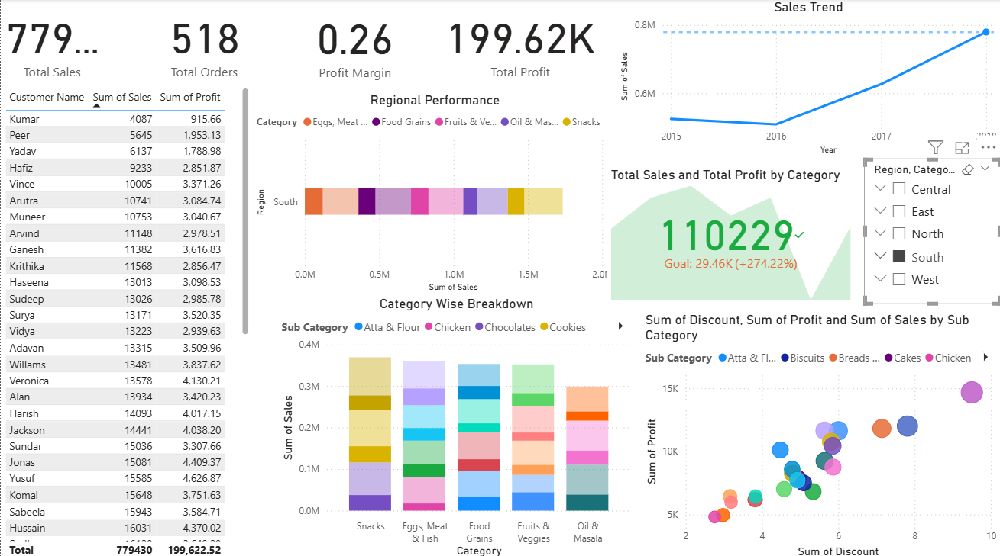 779...
Total Sales
518
Total Orders
0.26
Profit Margin
199.62K
Total Profit
Customer Name Sum of Sales Sum of Profit
Kumar 4087 915.66
Peer 5645 1,953.13
Yadav 6137 1,788.98
Hafiz 9233 2,851.87
Vince 10005 3,371.26
Arutra 10741 3,084.74
Muneer 10753 3,040.67
Arvind 11148 2,978.51
Ganesh 11382 3,616.83
Krithika 11568 2,856.47
Haseena 13013 3,098.53
Sudeep 13026 2,985.78
Surya 13171 3,520.35
Vidya 13223 2,939.63
Adavan 13315 3,509.96
Willams 13481 3,837.62
Veronica 13578 4,130.21
Alan 13934 3,420.23
Harish 14093 4,017.15
Jackson 14441 4,038.20
Sundar 15036 3,307.66
Jonas 15081 4,409.37
Yusuf 15585 4,626.87
Komal 15648 3,751.63
Sabeela 15943 3,584.71
Hussain 16031 4,370.02
Total 779430 199,622.52
Regional Performance
Category Eggs, Meat ... Food Grains Fruits & Ve... Oil & Mas... Snacks
Region
South
0.0M 0.5M 1.0M 1.5M 2.0M
Sum of Sales
Category Wise Breakdown
Sub Category Atta & Flour Chicken Chocolates Cookies
Sum of Sales
0.4M
0.3M
0.2M
0.1M
0.0M
Snacks
Eggs, Meat
& Fish
Food
Grains
Fruits &
Veggies
Oil &
Masala
Category
Sales Trend
Sum of Sales
0.8M
0.6M
2015 2016 2017 2018
Year
Total Sales and Total Profit by Category
110229
Goal: 29.46K (+274.22%)
Region, Catego...
Central
East
North
South
West
Sum of Discount, Sum of Profit and Sum of Sales by Sub
Category
Sub Category Atta & Fl... Biscuits Breads ... Cakes Chicken
Sum of Profit
15K
10K
5K
2 4 6 8 10
Sum of Discount